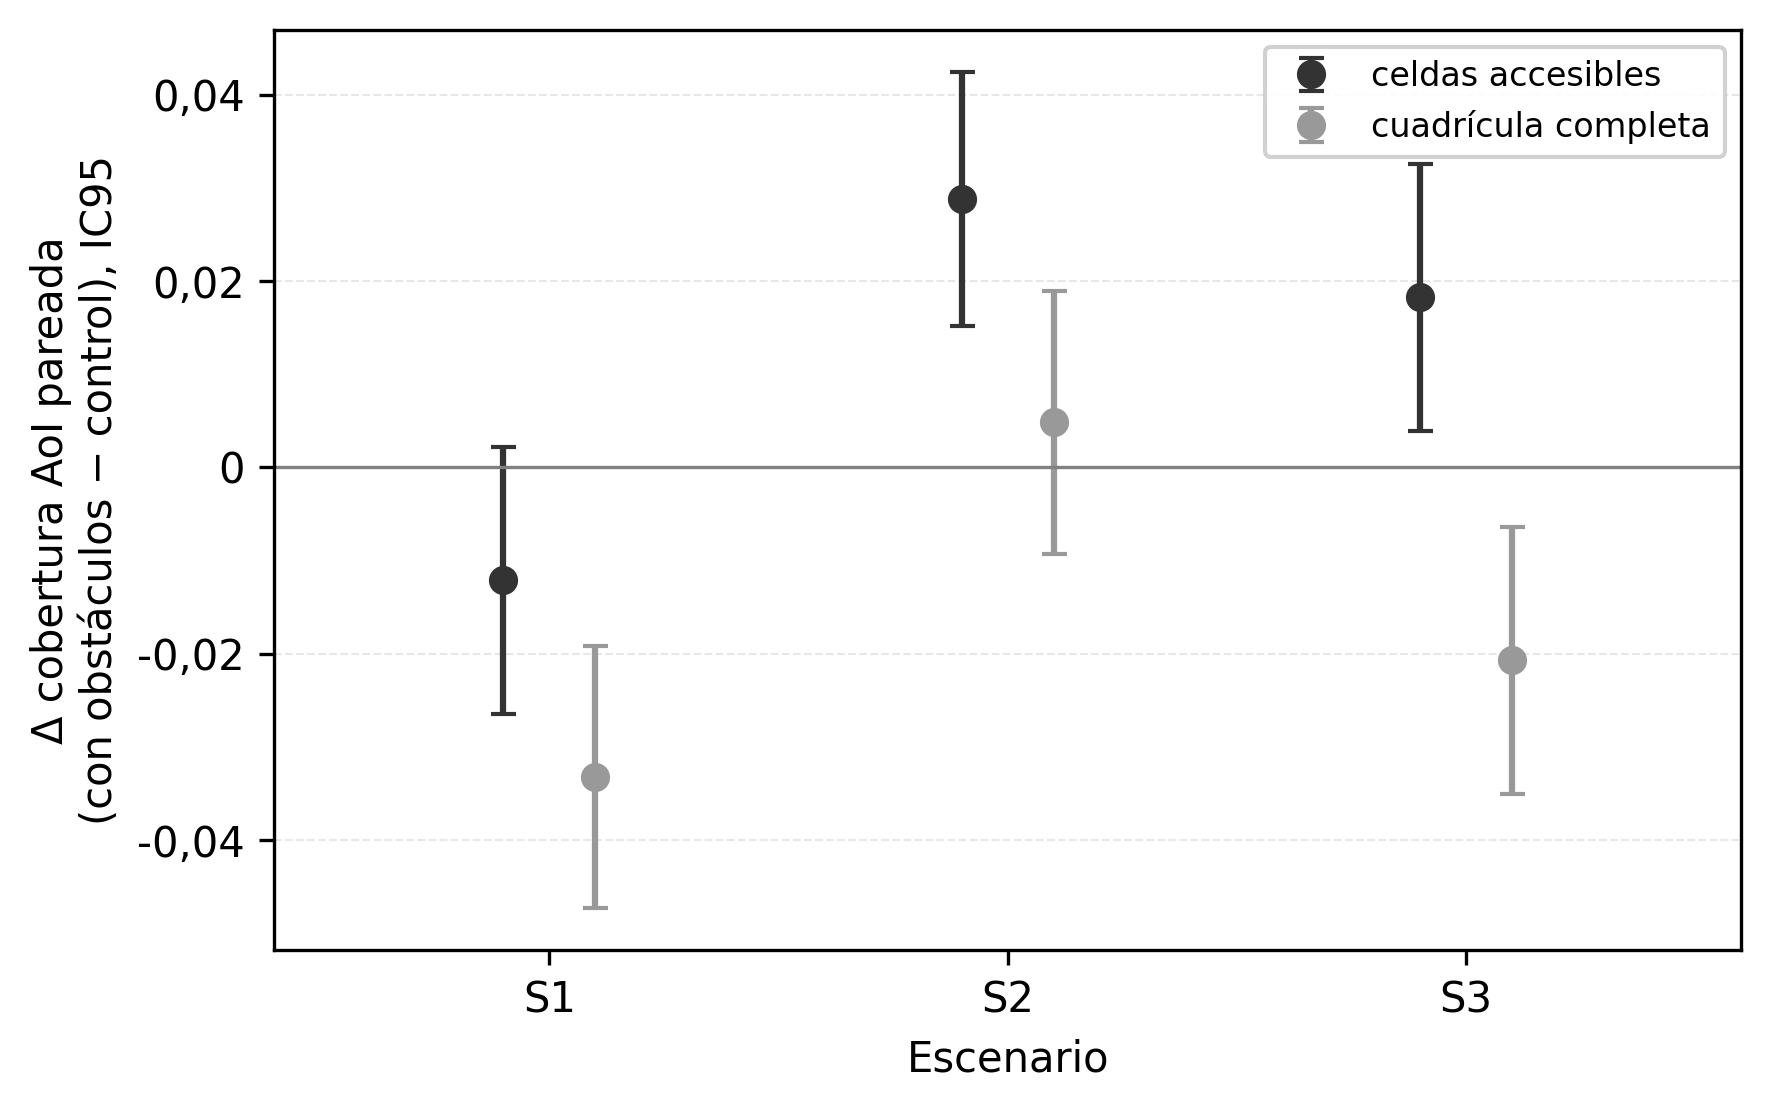 celdas accesibles
cuadrícula completa
0,04
0,02
0
-0,02
-0,04
Δ cobertura AoI pareada
(con obstáculos − control), IC95
S1
S2
S3
Escenario